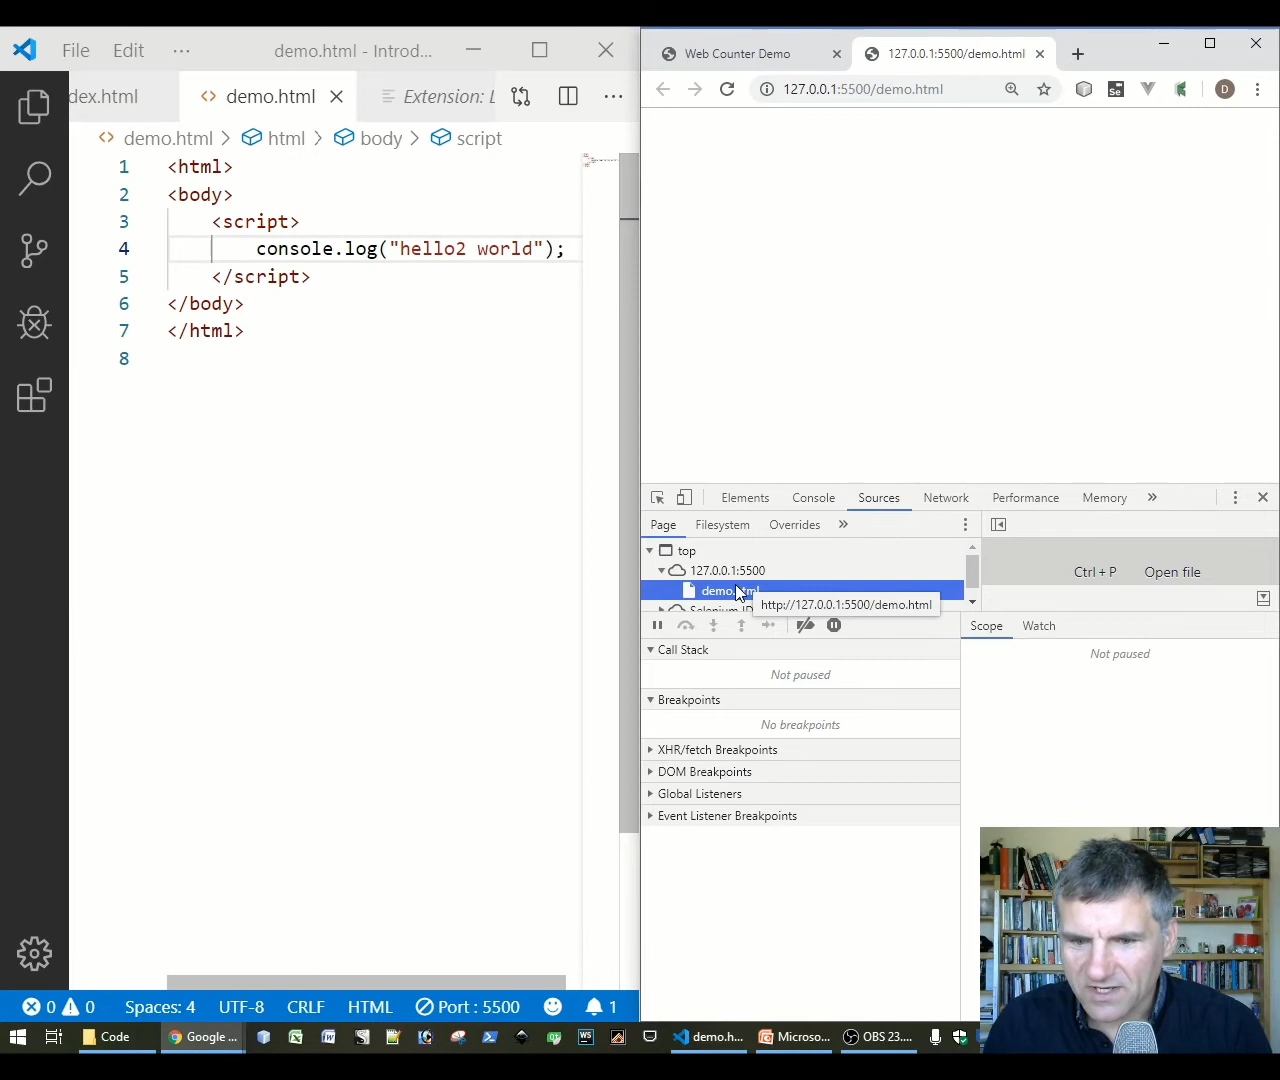 File Edit ··· demo.html - Introd...
dex.html demo.html Extension: L ···
demo.html > html > body > script
1 <html>
2 <body>
3 <script>
4 console.log("hello2 world");
5 </script>
6 </body>
7 </html>
8
0 0 Spaces: 4 UTF-8 CRLF HTML Port : 5500 1
Web Counter Demo 127.0.0.1:5500/demo.html
127.0.0.1:5500/demo.html Se D
Elements Console Sources Network Performance Memory »
Page Filesystem Overrides »
top
127.0.0.1:5500
demo.html
http://127.0.0.1:5500/demo.html
Ctrl + P Open file
Scope Watch
Call Stack
Not paused
Not paused
Breakpoints
No breakpoints
XHR/fetch Breakpoints
DOM Breakpoints
Global Listeners
Event Listener Breakpoints
Code Google ... WS demo.h... Microso... OBS 23....